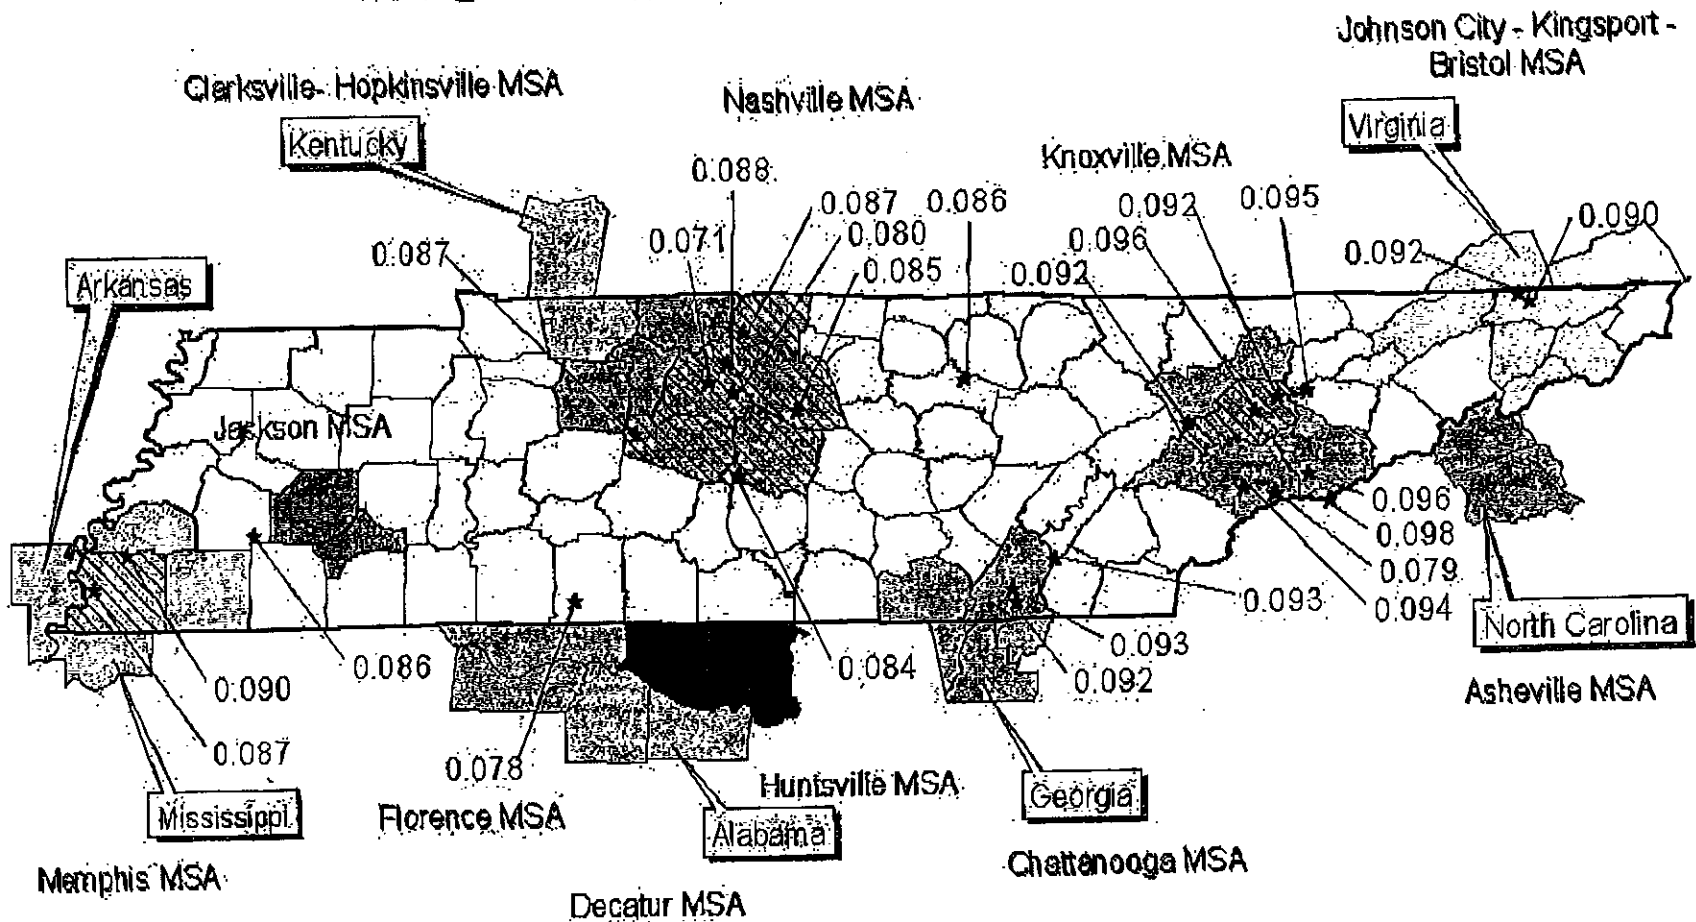 Johnson City - Kingsport -
Bristol MSA
Clarksville- Hopkinsville MSA
Nashville MSA
Kentucky
Virginia
Knoxville MSA
0.088
0.087
0.086
0.092
0.095
0.090
0.071
0.080
0.096
0.092
0.087
0.085
0.092
Arkansas
Jackson MSA
0.096
0.098
0.079
0.093
0.094
North Carolina
0.093
0.086
0.084
0.092
0.090
Asheville MSA
0.087
0.078
Huntsville MSA
Georgia
Mississippi
Florence MSA
Alabama
Chattanooga MSA
Memphis MSA
Decatur MSA